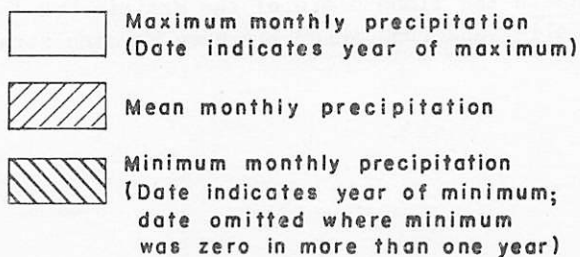 Maximum monthly precipitation
(Date indicates year of maximum)
Mean monthly precipitation
Minimum monthly precipitation
(Date indicates year of minimum;
date omitted where minimum
was zero in more than one year)